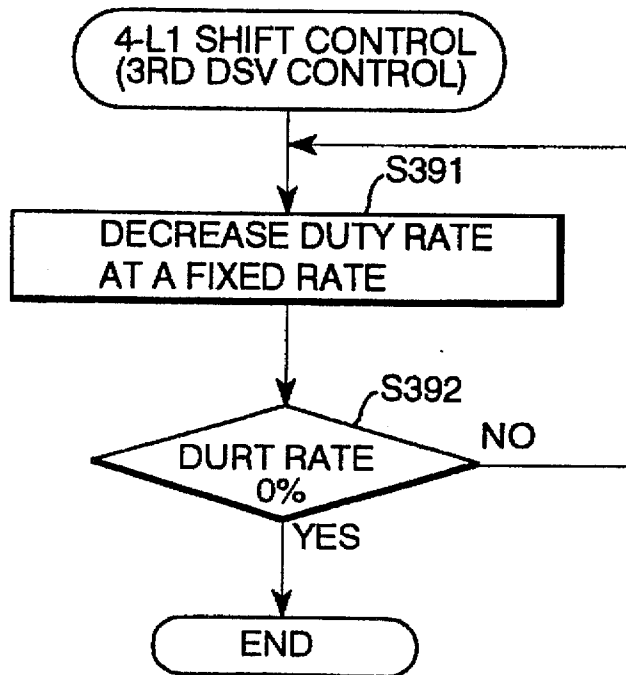 4-L1 SHIFT CONTROL
(3RD DSV CONTROL)
S391
DECREASE DUTY RATE
AT A FIXED RATE
S392
DURT RATE
0%
NO
YES
END